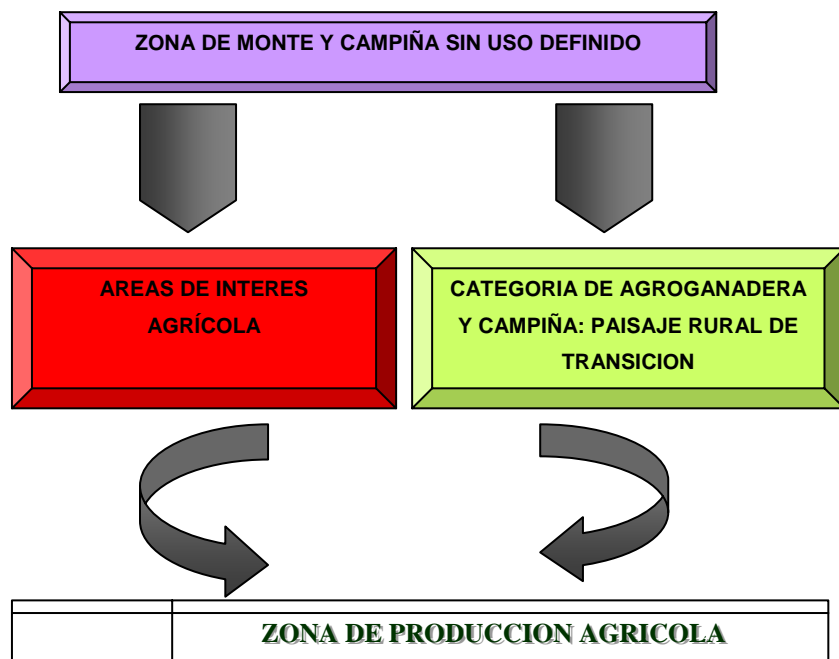 ZONA DE MONTE Y CAMPIÑA SIN USO DEFINIDO
AREAS DE INTERES
AGRÍCOLA
CATEGORIA DE AGROGANADERA
Y CAMPIÑA: PAISAJE RURAL DE
TRANSICION
ZONA DE PRODUCCION AGRICOLA